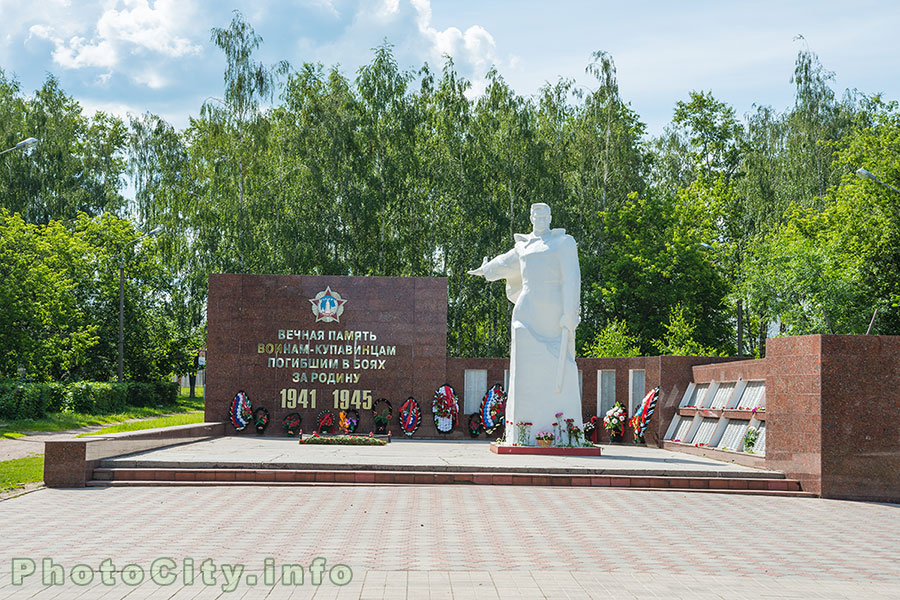 ВЕЧНАЯ ПАМЯТЬ
ВОИНАМ-КУПАВИНЦАМ
ПОГИБШИМ В БОЯХ
ЗА РОДИНУ
1941 1945
PhotoCity.info